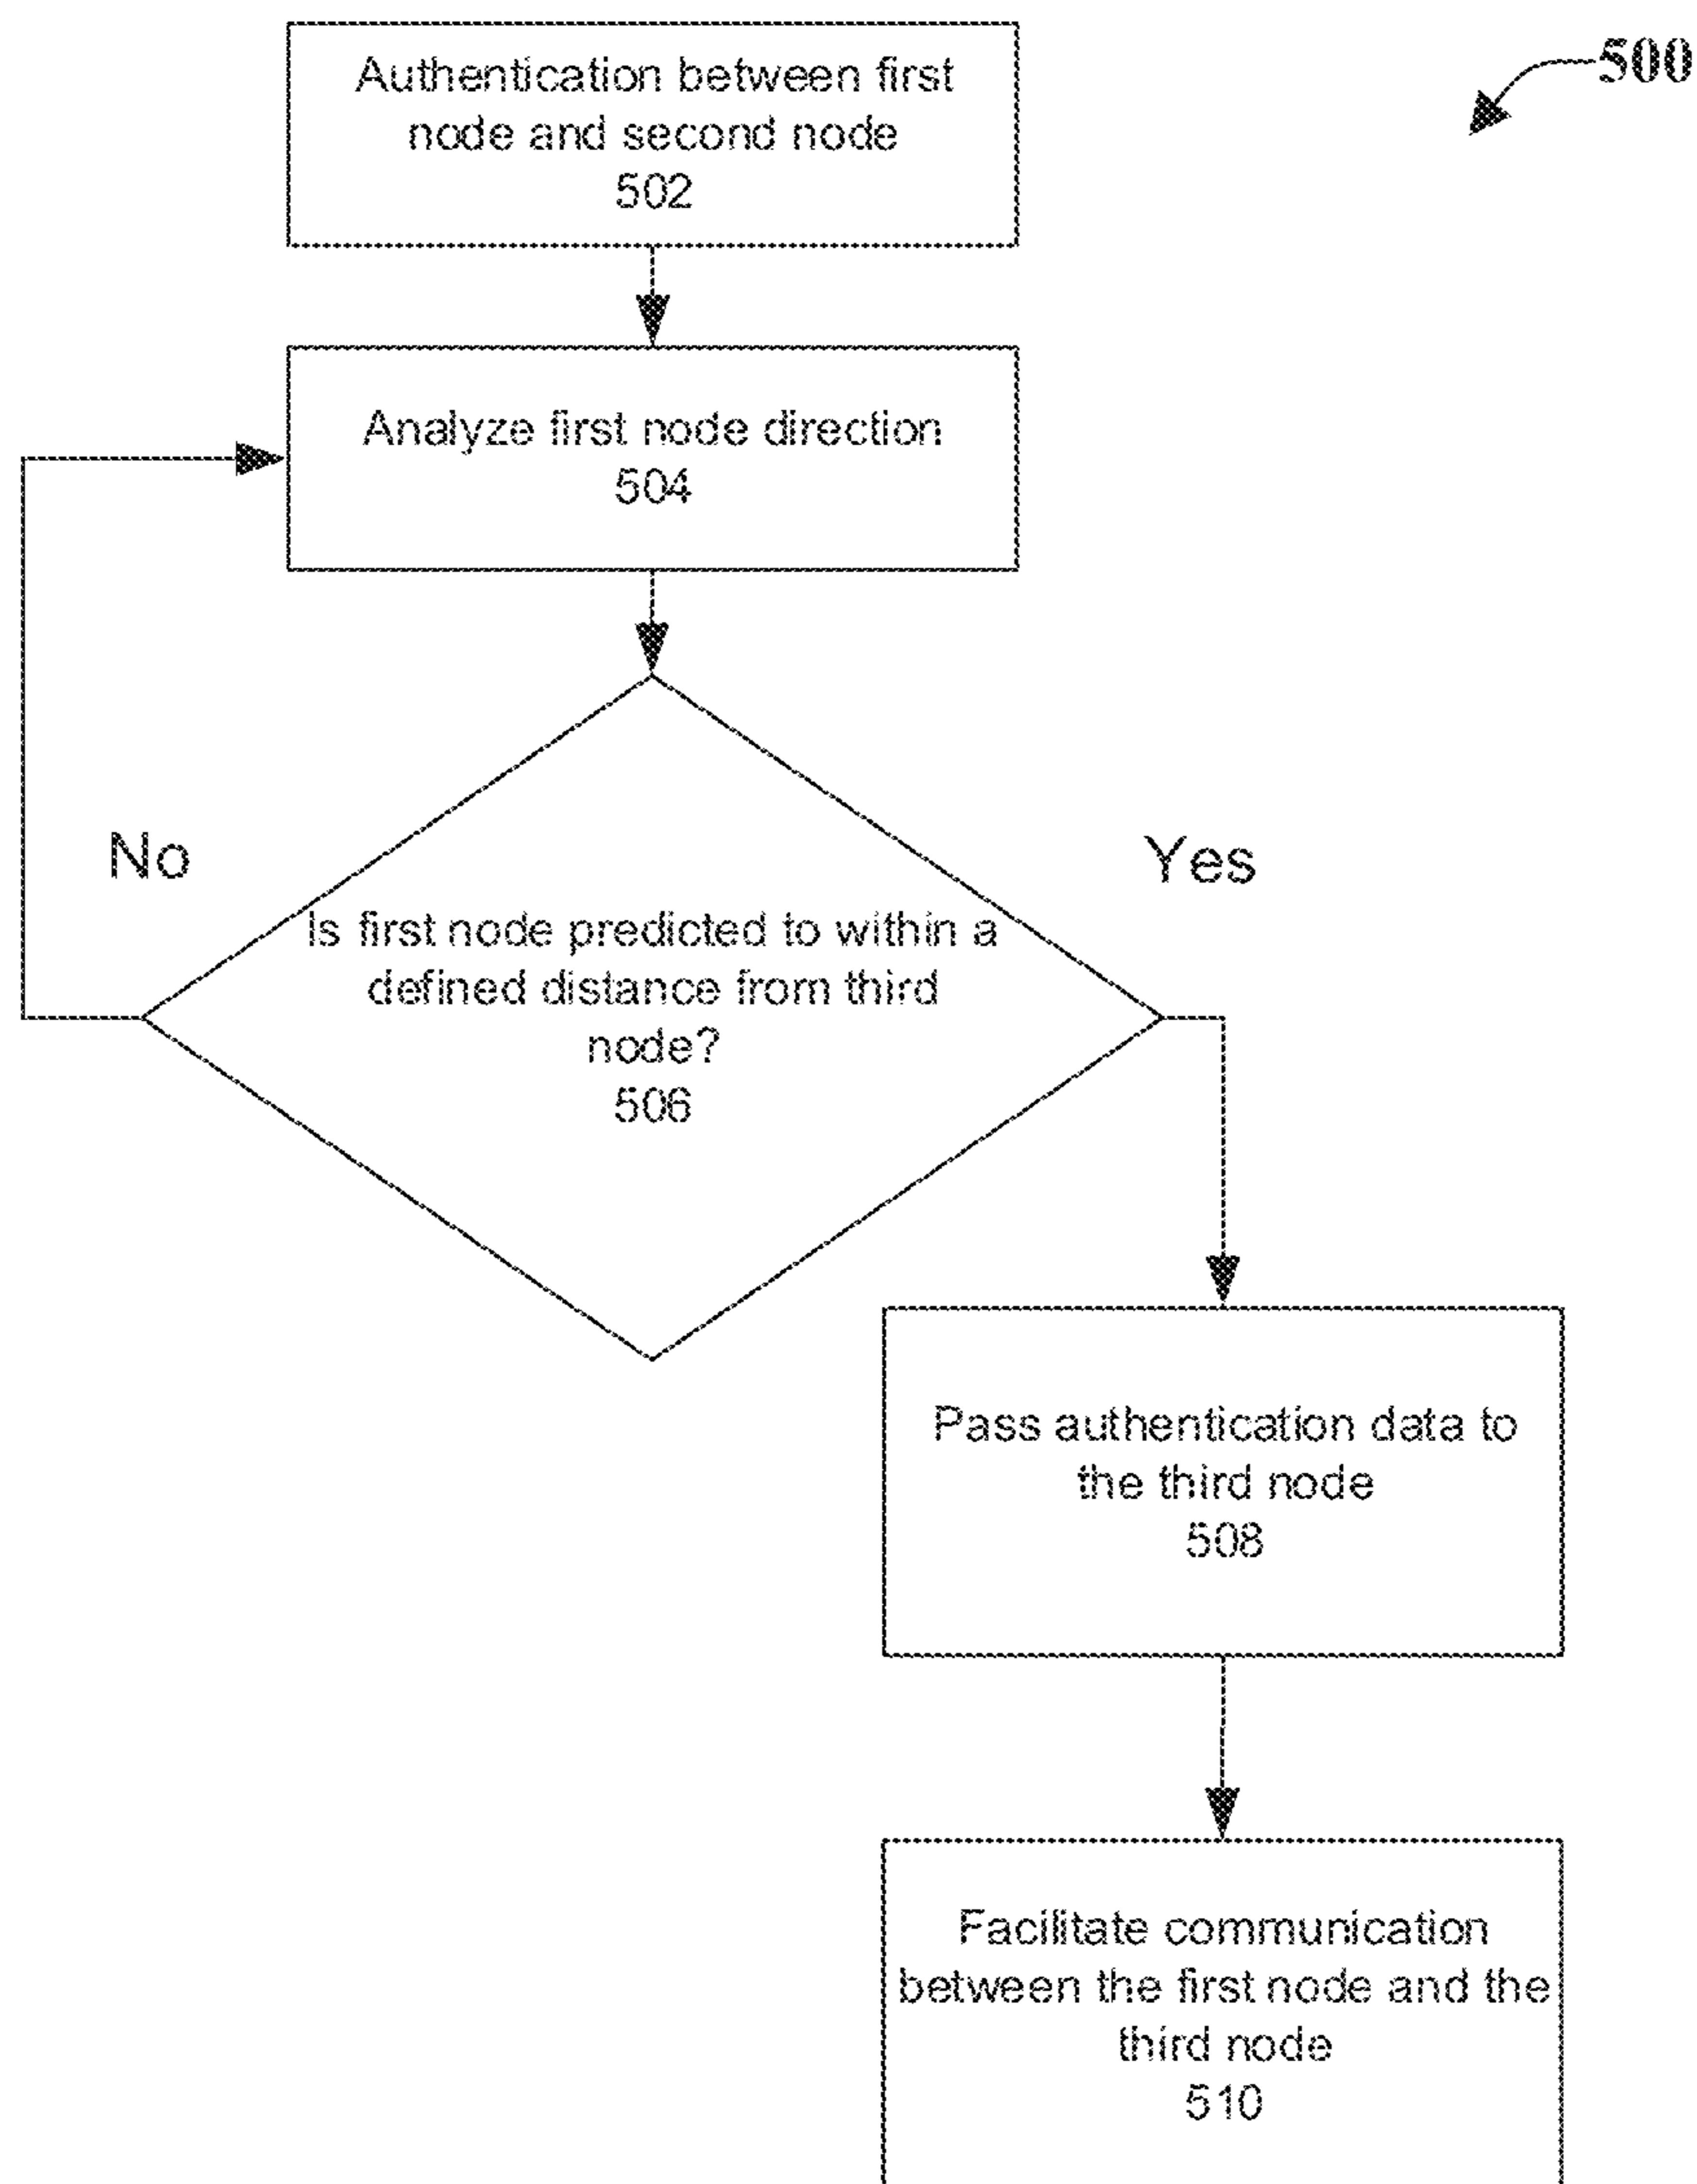 500
Authentication between first
node and second node
502
Analyze first node direction
504
No
Yes
Is first node predicted to within a
defined distance from third
node?
506
Pass authentication data to
the third node
508
Facilitate communication
between the first node and the
third node
510